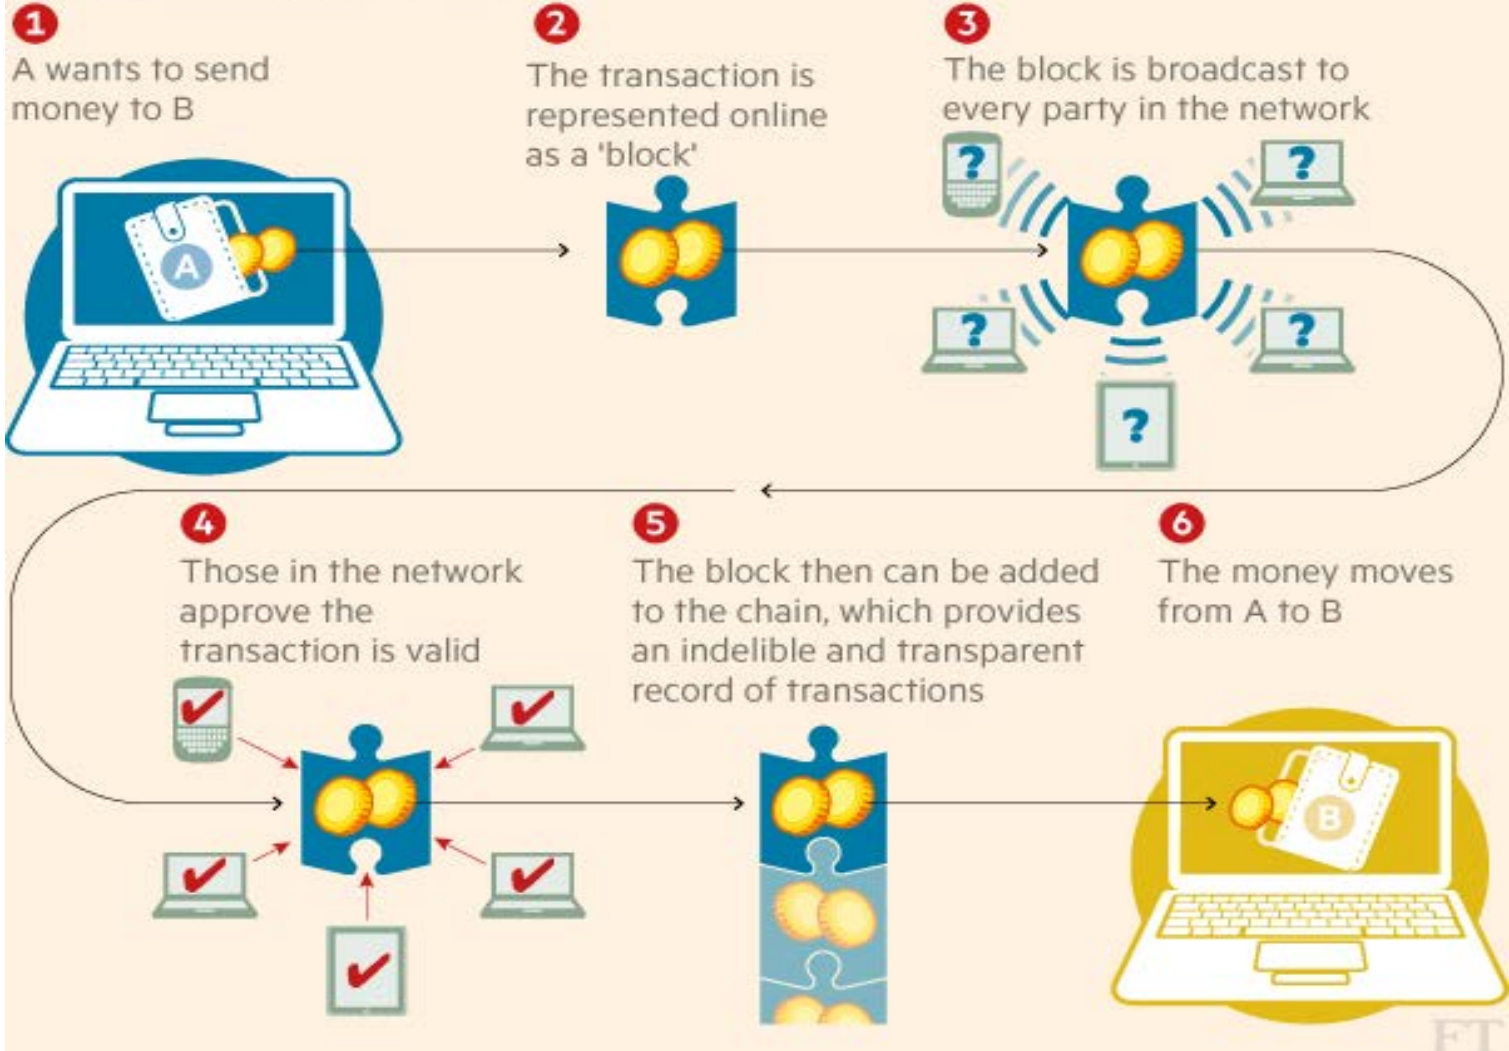 1
A wants to send
money to B
2
The transaction is
represented online
as a 'block'
3
The block is broadcast to
every party in the network
?
?
A
?
?
?
4
Those in the network
approve the
transaction is valid
5
The block then can be added
to the chain, which provides
an indelible and transparent
record of transactions
6
The money moves
from A to B
B
FT